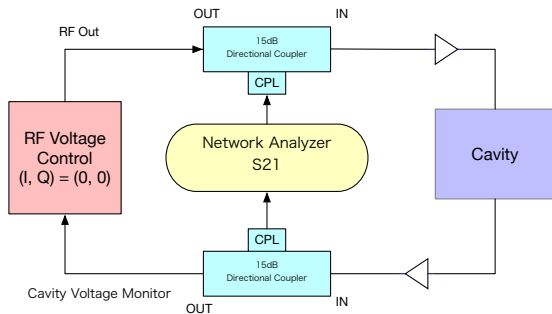 OUT
IN
RF Out
15dB
Directional Coupler
CPL
RF Voltage
Control
(I, Q) = (0, 0)
Network Analyzer
S21
Cavity
CPL
15dB
Directional Coupler
Cavity Voltage Monitor
OUT
IN